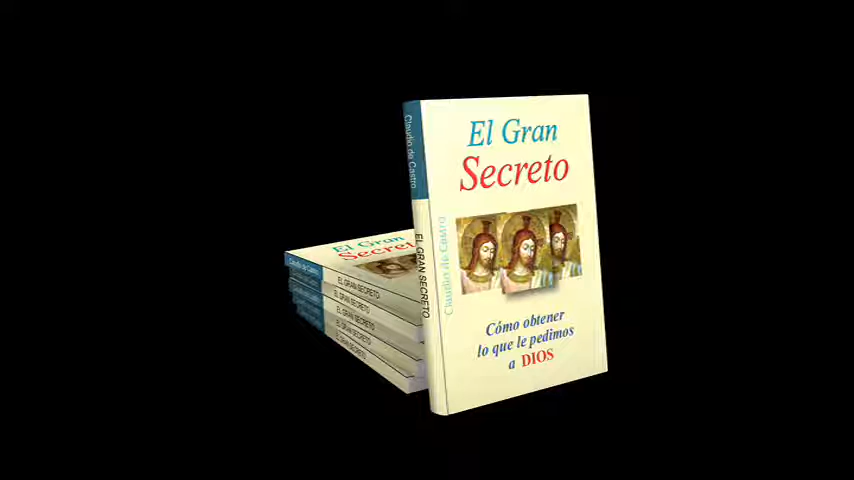 El Gran
Secreto
Claudio de Castro
Cómo obtener
lo que le pedimos
a DIOS
Claudio de Castro
EL GRAN SECRETO
El Gran
Secreto
Claudio de Castro
EL GRAN SECRETO
EL GRAN SECRETO
EL GRAN SECRETO
EL GRAN SECRETO
EL GRAN SECRETO